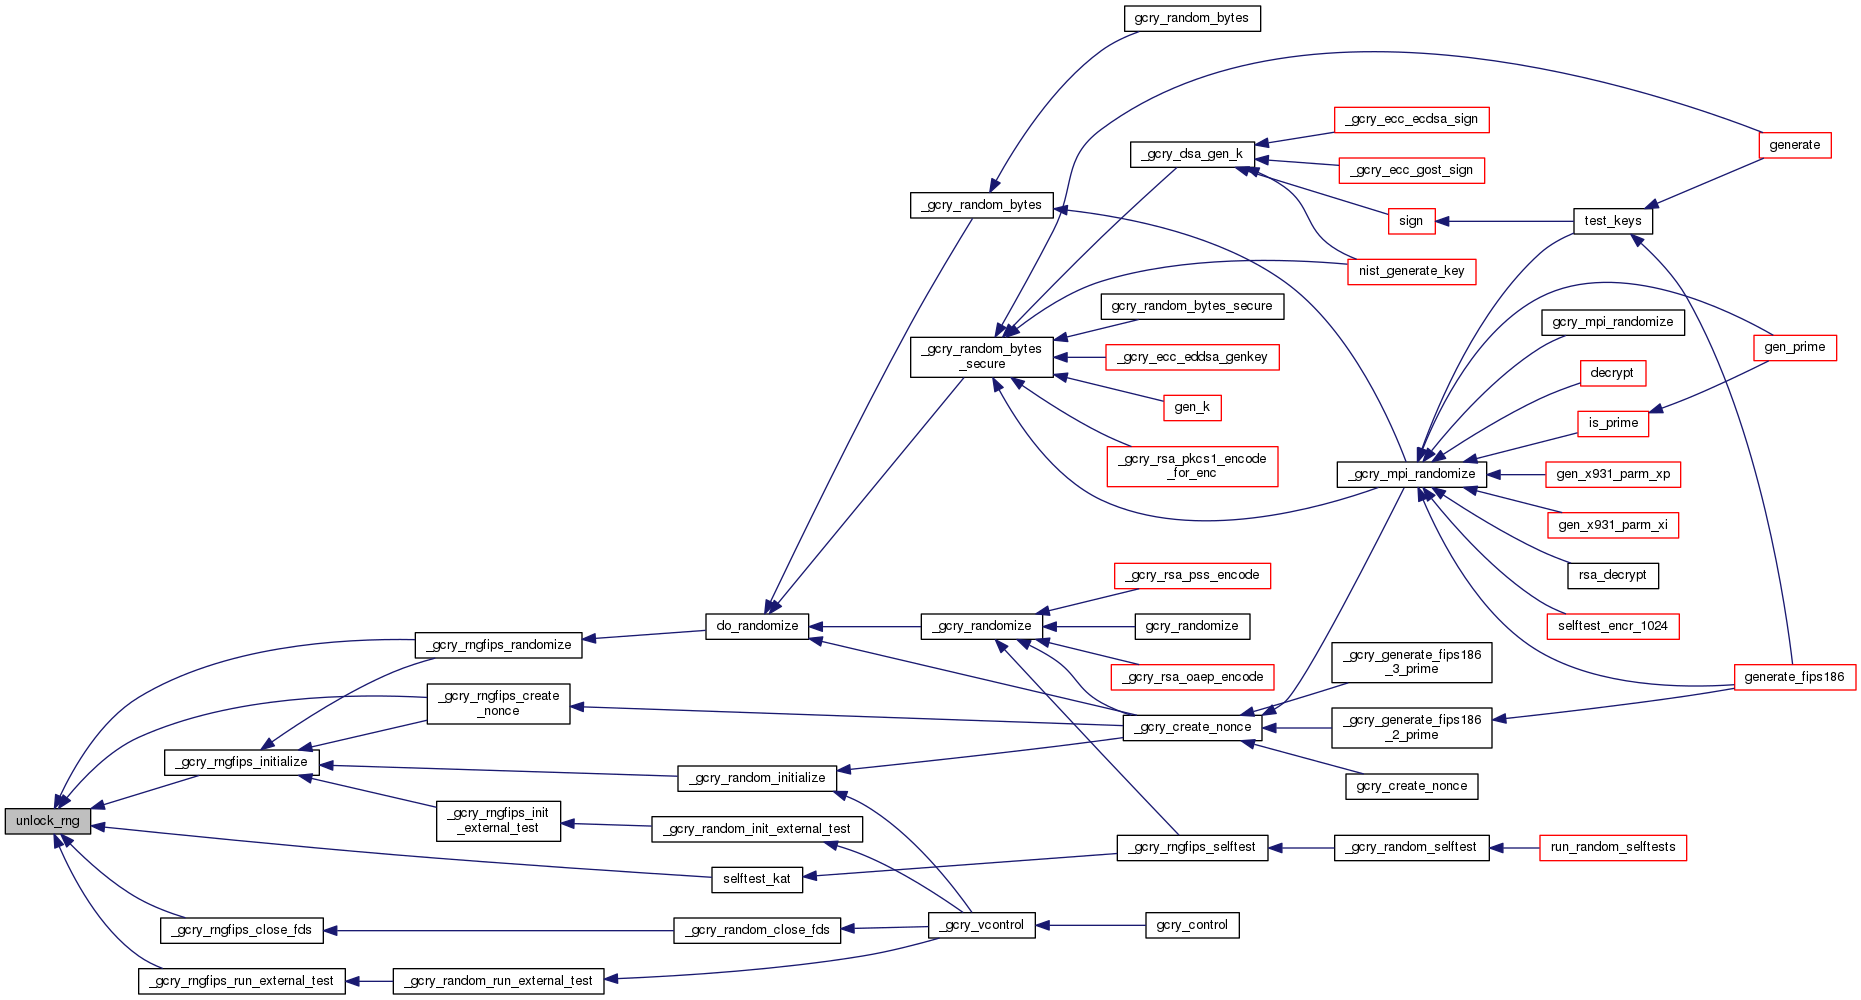 gcry_random_bytes
_gcry_ecc_ecdsa_sign
generate
_gcry_dsa_gen_k
_gcry_ecc_gost_sign
_gcry_random_bytes
sign
test_keys
nist_generate_key
gcry_random_bytes_secure
gcry_mpi_randomize
_gcry_random_bytes
_secure
_gcry_ecc_eddsa_genkey
gen_prime
decrypt
gen_k
is_prime
_gcry_rsa_pkcs1_encode
_for_enc
_gcry_mpi_randomize
gen_x931_parm_xp
gen_x931_parm_xi
_gcry_rsa_pss_encode
rsa_decrypt
do_randomize
_gcry_randomize
gcry_randomize
selftest_encr_1024
_gcry_rngfips_randomize
_gcry_generate_fips186
_3_prime
_gcry_rsa_oaep_encode
generate_fips186
_gcry_rngfips_create
_nonce
_gcry_create_nonce
_gcry_generate_fips186
_2_prime
_gcry_rngfips_initialize
_gcry_random_initialize
gcry_create_nonce
unlock_rng
_gcry_rngfips_init
_external_test
_gcry_random_init_external_test
_gcry_rngfips_selftest
_gcry_random_selftest
run_random_selftests
selftest_kat
_gcry_rngfips_close_fds
_gcry_random_close_fds
_gcry_vcontrol
gcry_control
_gcry_rngfips_run_external_test
_gcry_random_run_external_test